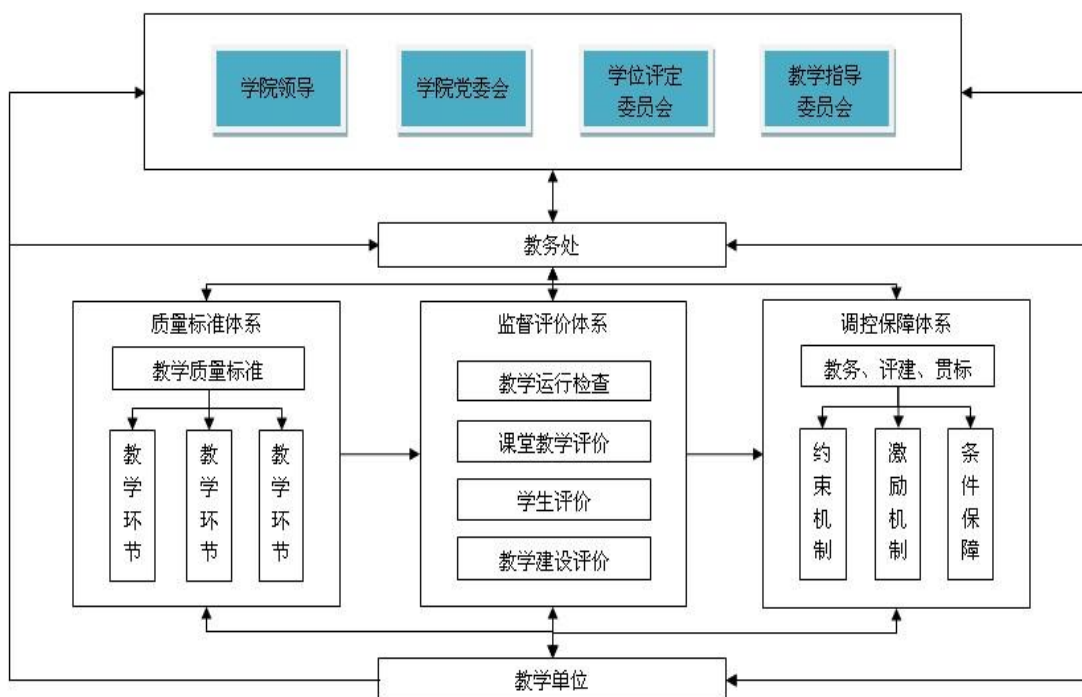 学院领导
学院党委会
学位评定
委员会
教学指导
委员会
教务处
质量标准体系
教学质量标准
教学环节
教学环节
教学环节
监督评价体系
教学运行检查
课堂教学评价
学生评价
教学建设评价
调控保障体系
教务、评建、贯标
约束机制
激励机制
条件保障
教学单位